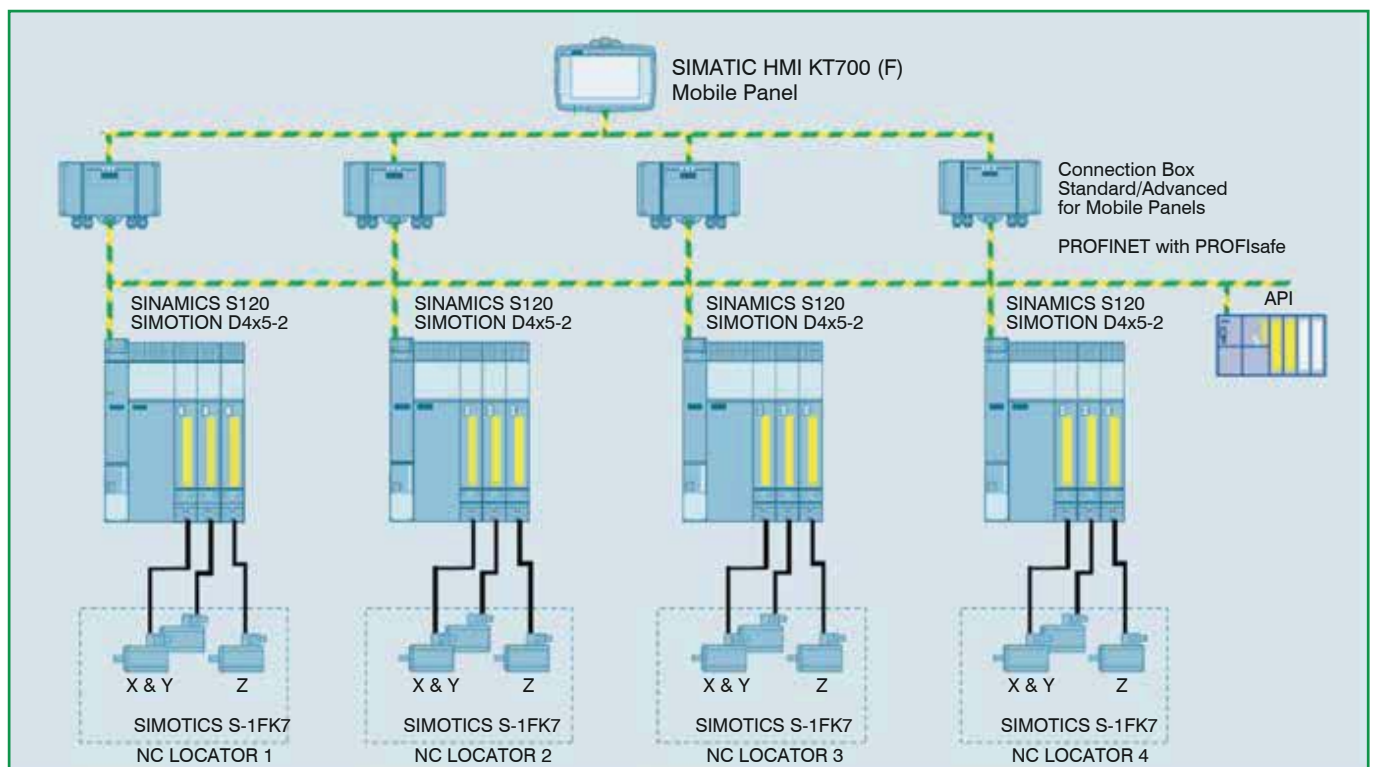 SIMATIC HMI KT700 (F)
Mobile Panel
Connection Box
Standard/Advanced
for Mobile Panels
PROFINET with PROFIsafe
SINAMICS S120
SIMOTION D4x5-2
SINAMICS S120
SIMOTION D4x5-2
SINAMICS S120
SIMOTION D4x5-2
SINAMICS S120
SIMOTION D4x5-2
API
X & Y
Z
X & Y
Z
X & Y
Z
X & Y
Z
SIMOTICS S-1FK7
SIMOTICS S-1FK7
SIMOTICS S-1FK7
SIMOTICS S-1FK7
NC LOCATOR 1
NC LOCATOR 2
NC LOCATOR 3
NC LOCATOR 4